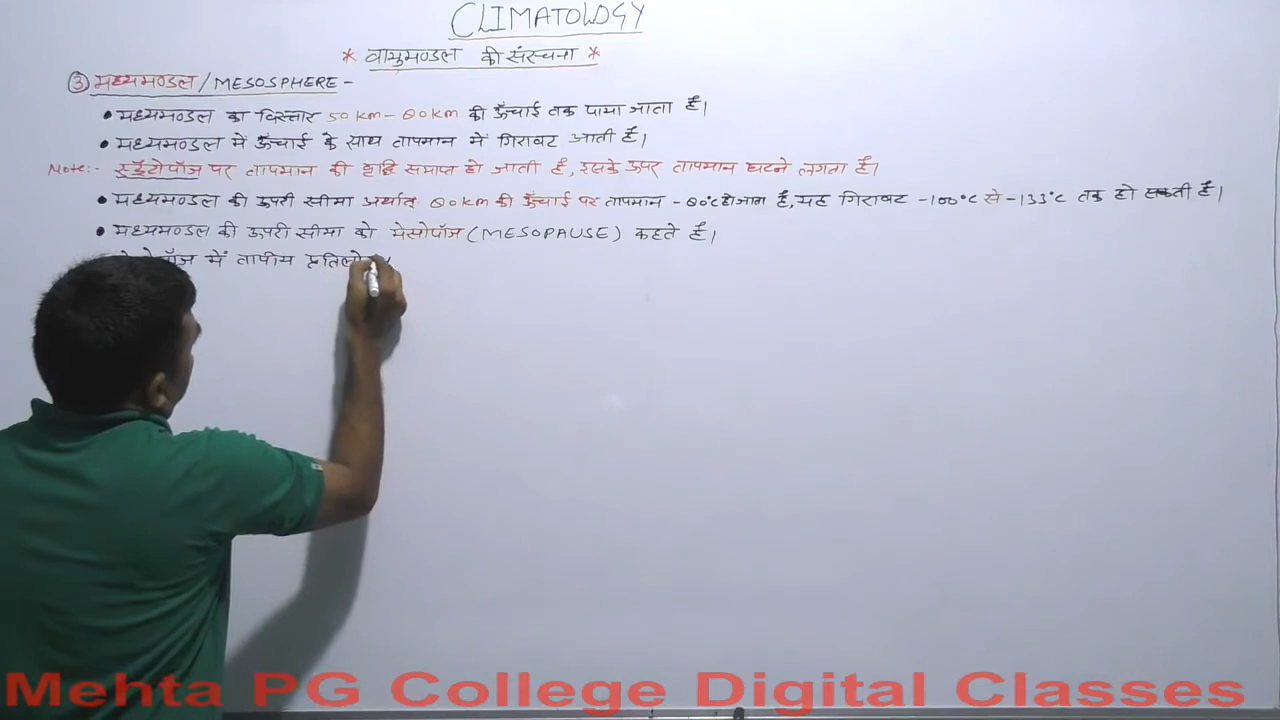 CLIMATOLOGY
* वायुमण्डल की संरचना *
③ मध्यमण्डल / MESOSPHERE -
• मध्यमण्डल का विस्तार 50 KM - 80 KM की ऊँचाई तक पाया जाता है।
• मध्यमण्डल में ऊँचाई के साथ तापमान में गिरावट आती है।
Note:- स्ट्रेटोपॉज पर तापमान की वृद्धि समाप्त हो जाती है, इसके ऊपर तापमान घटने लगता है।
• मध्यमण्डल की ऊपरी सीमा अर्थात् 80 KM की ऊँचाई पर तापमान - 80°C हो जाता है, यह गिरावट -100°C से -133°C तक हो सकती है।
• मध्यमण्डल की ऊपरी सीमा को मेसोपॉज (MESOPAUSE) कहते हैं।
में तापीय
Mehta PG College Digital Classes